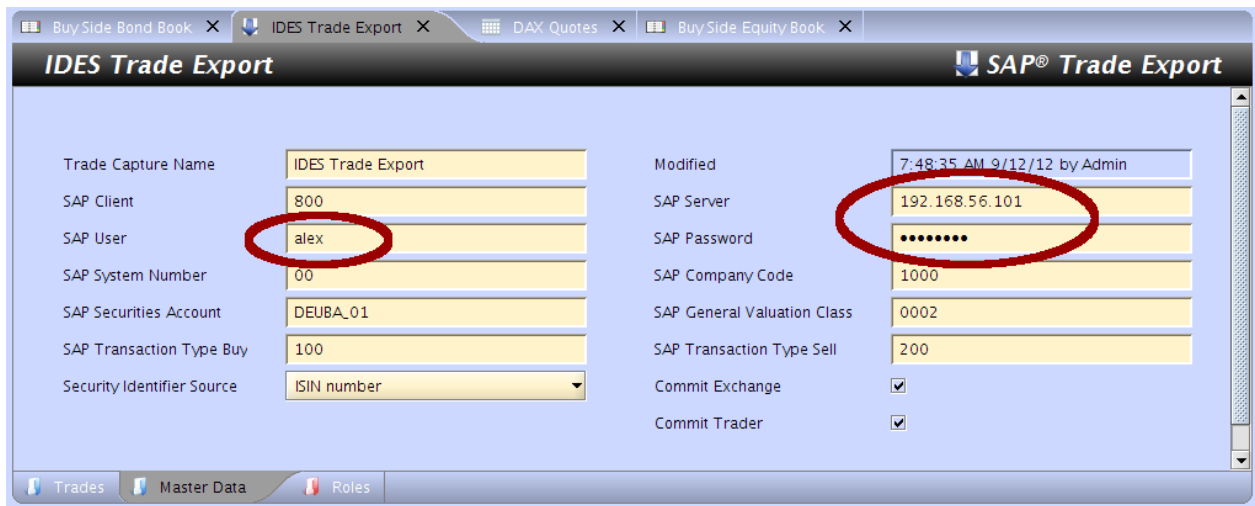 Buy Side Bond Book X IDES Trade Export X DAX Quotes X Buy Side Equity Book X
IDES Trade Export SAP® Trade Export
Trade Capture Name IDES Trade Export Modified 7:48:35 AM 9/12/12 by Admin
SAP Client 800 SAP Server 192.168.56.101
SAP User alex SAP Password ••••••••
SAP System Number 00 SAP Company Code 1000
SAP Securities Account DEUBA_01 SAP General Valuation Class 0002
SAP Transaction Type Buy 100 SAP Transaction Type Sell 200
Security Identifier Source ISIN number Commit Exchange
Commit Trader
Trades Master Data Roles